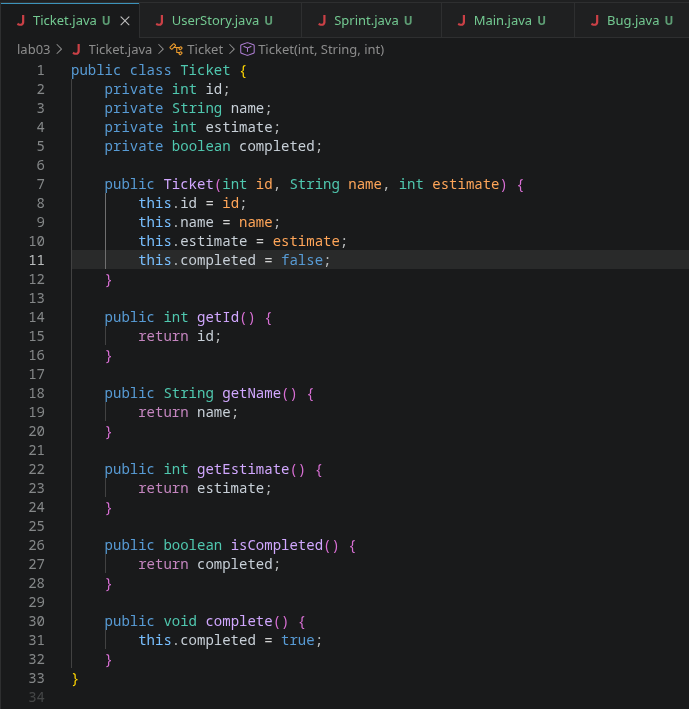 Ticket.java U
UserStory.java U
Sprint.java U
Main.java U
Bug.java U
lab03 > Ticket.java > Ticket > Ticket(int, String, int)
1 public class Ticket {
2     private int id;
3     private String name;
4     private int estimate;
5     private boolean completed;
6
7     public Ticket(int id, String name, int estimate) {
8         this.id = id;
9         this.name = name;
10         this.estimate = estimate;
11         this.completed = false;
12     }
13
14     public int getId() {
15         return id;
16     }
17
18     public String getName() {
19         return name;
20     }
21
22     public int getEstimate() {
23         return estimate;
24     }
25
26     public boolean isCompleted() {
27         return completed;
28     }
29
30     public void complete() {
31         this.completed = true;
32     }
33 }
34